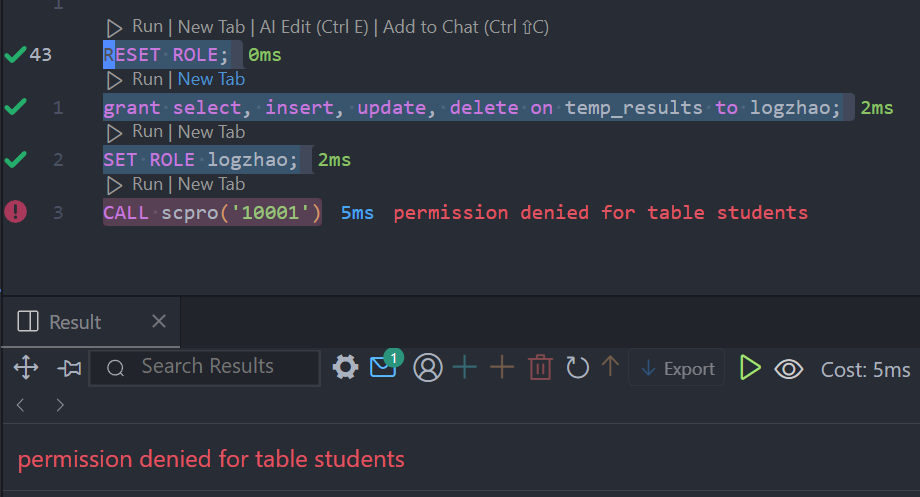 1
Run | New Tab | AI Edit (Ctrl E) | Add to Chat (Ctrl ⇧C)
43 RESET ROLE; 0ms
Run | New Tab
1 grant select, insert, update, delete on temp_results to logzhao; 2ms
Run | New Tab
2 SET ROLE logzhao; 2ms
Run | New Tab
3 CALL scpro('10001') 5ms permission denied for table students
Result
Search Results 1 Export Cost: 5ms
permission denied for table students